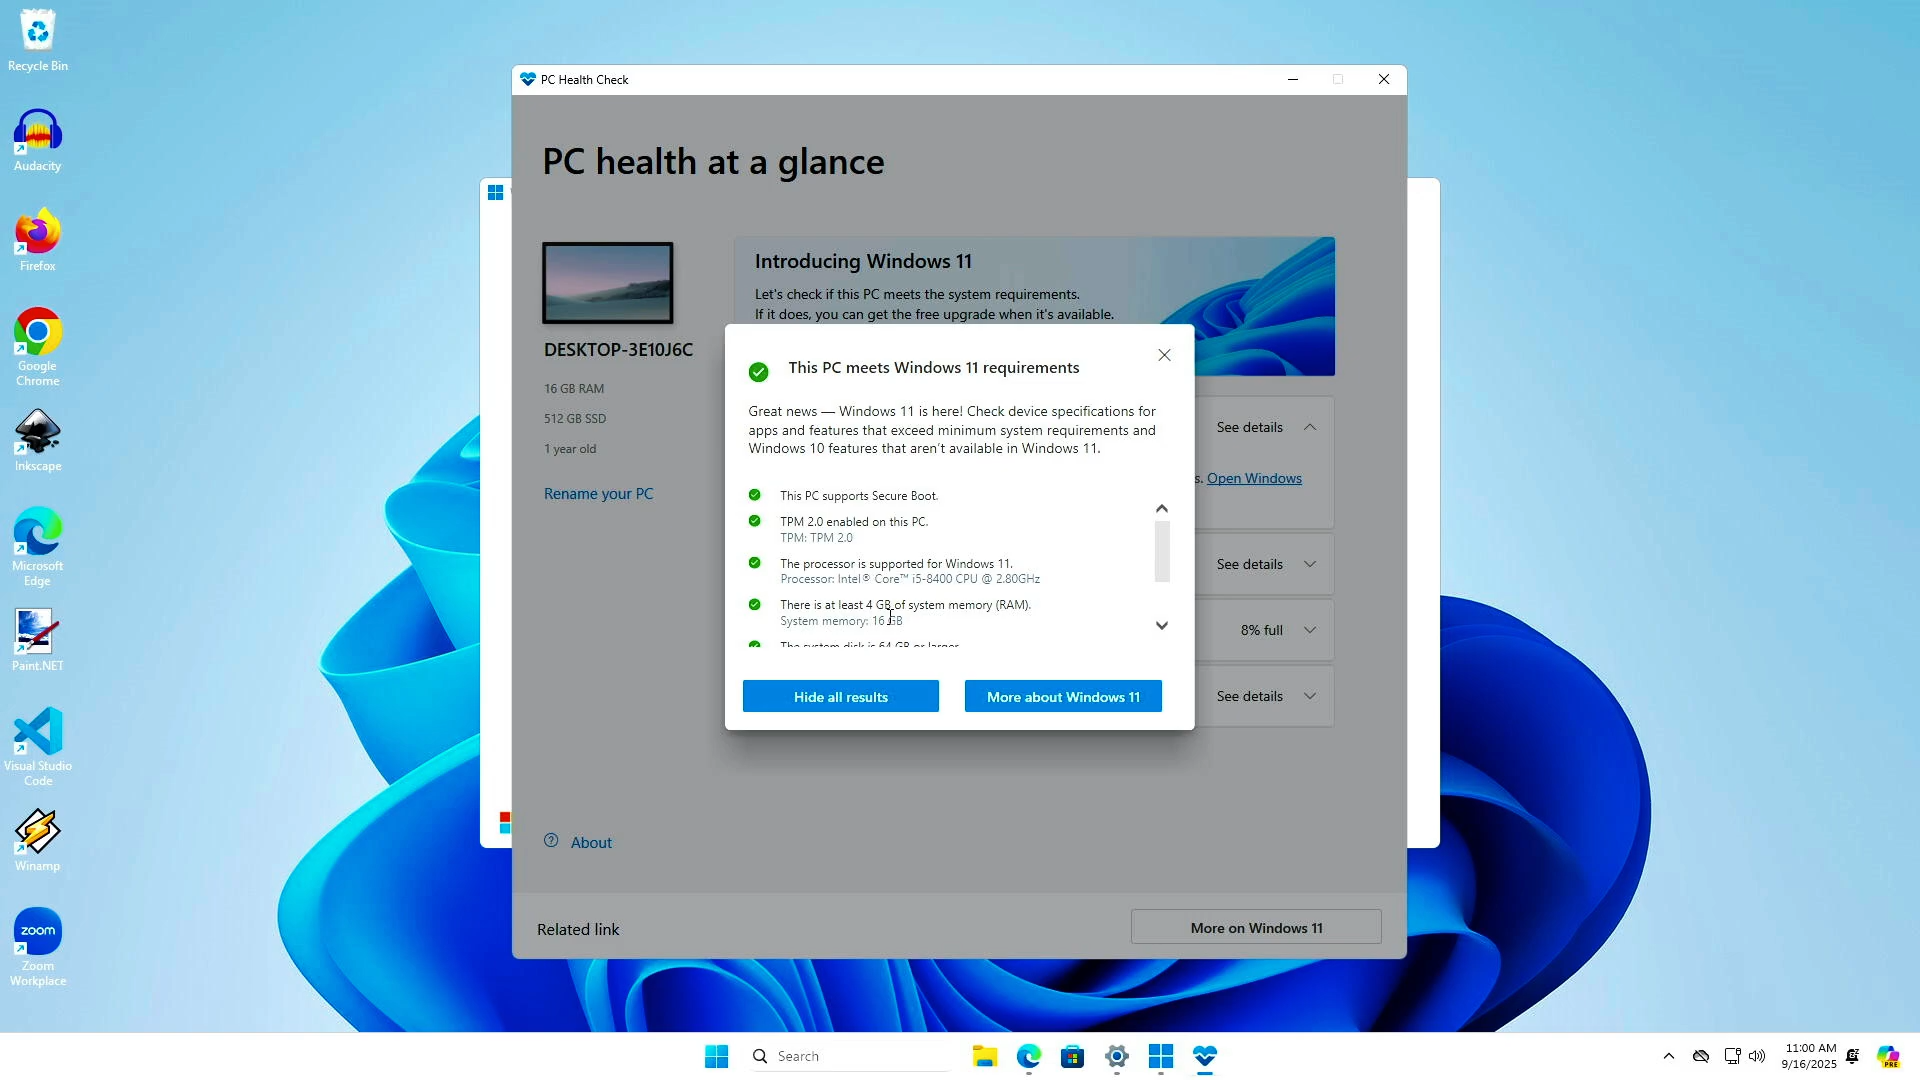 Recycle Bin
Audacity
Firefox
Google
Chrome
Inkscape
Microsoft
Edge
Paint.NET
Visual Studio
Code
Winamp
zoom
Zoom
Workplace
PC Health Check
PC health at a glance
DESKTOP-3E10J6C
16 GB RAM
512 GB SSD
1 year old
Rename your PC
Introducing Windows 11
Let's check if this PC meets the system requirements.
If it does, you can get the free upgrade when it's available.
This PC meets Windows 11 requirements
Great news — Windows 11 is here! Check device specifications for
apps and features that exceed minimum system requirements and
Windows 10 features that aren't available in Windows 11.
This PC supports Secure Boot.
TPM 2.0 enabled on this PC.
TPM: TPM 2.0
The processor is supported for Windows 11.
Processor: Intel® Core™ i5-8400 CPU @ 2.80GHz
There is at least 4 GB of system memory (RAM).
System memory: 16 GB
The system disk is 64 GB or larger.
Hide all results
More about Windows 11
See details
s. Open Windows
See details
8% full
See details
About
Related link
More on Windows 11
Search
11:00 AM
9/16/2025
PRE